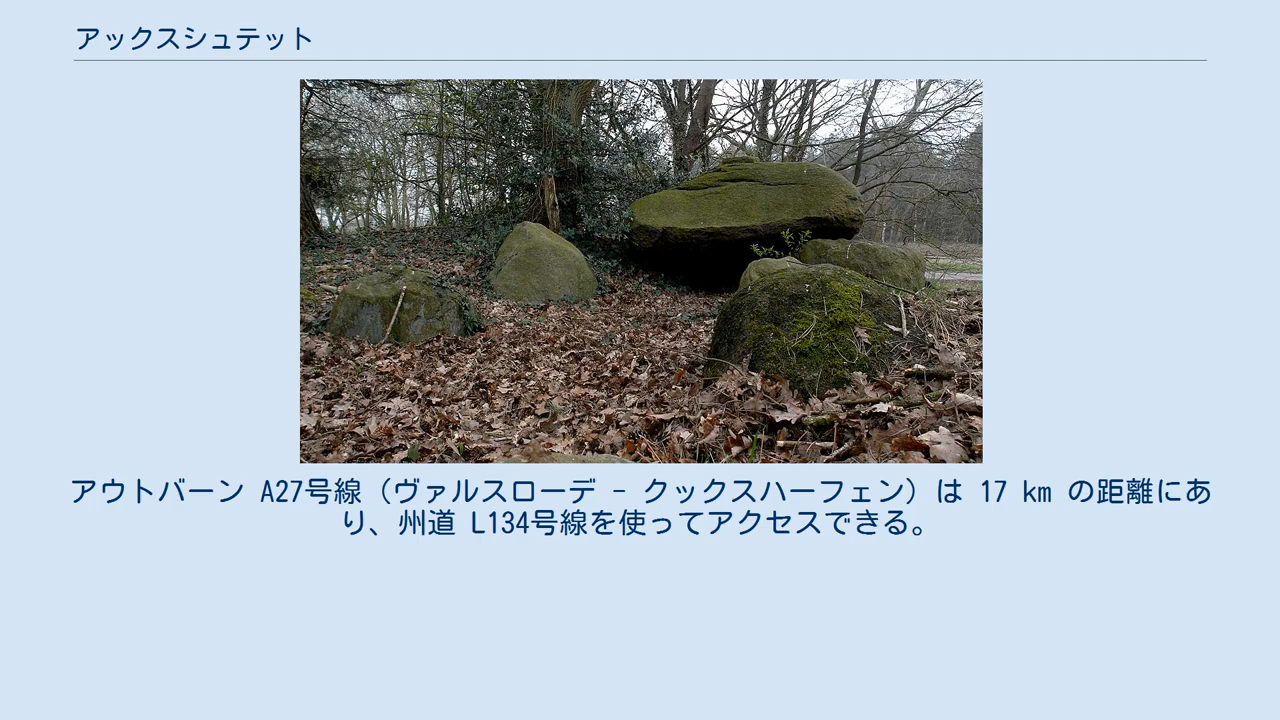 アックスシュテット
アウトバーン A27号線（ヴァルスローデ - クックスハーフェン）は 17 km の距離にあ
り、州道 L134号線を使ってアクセスできる。